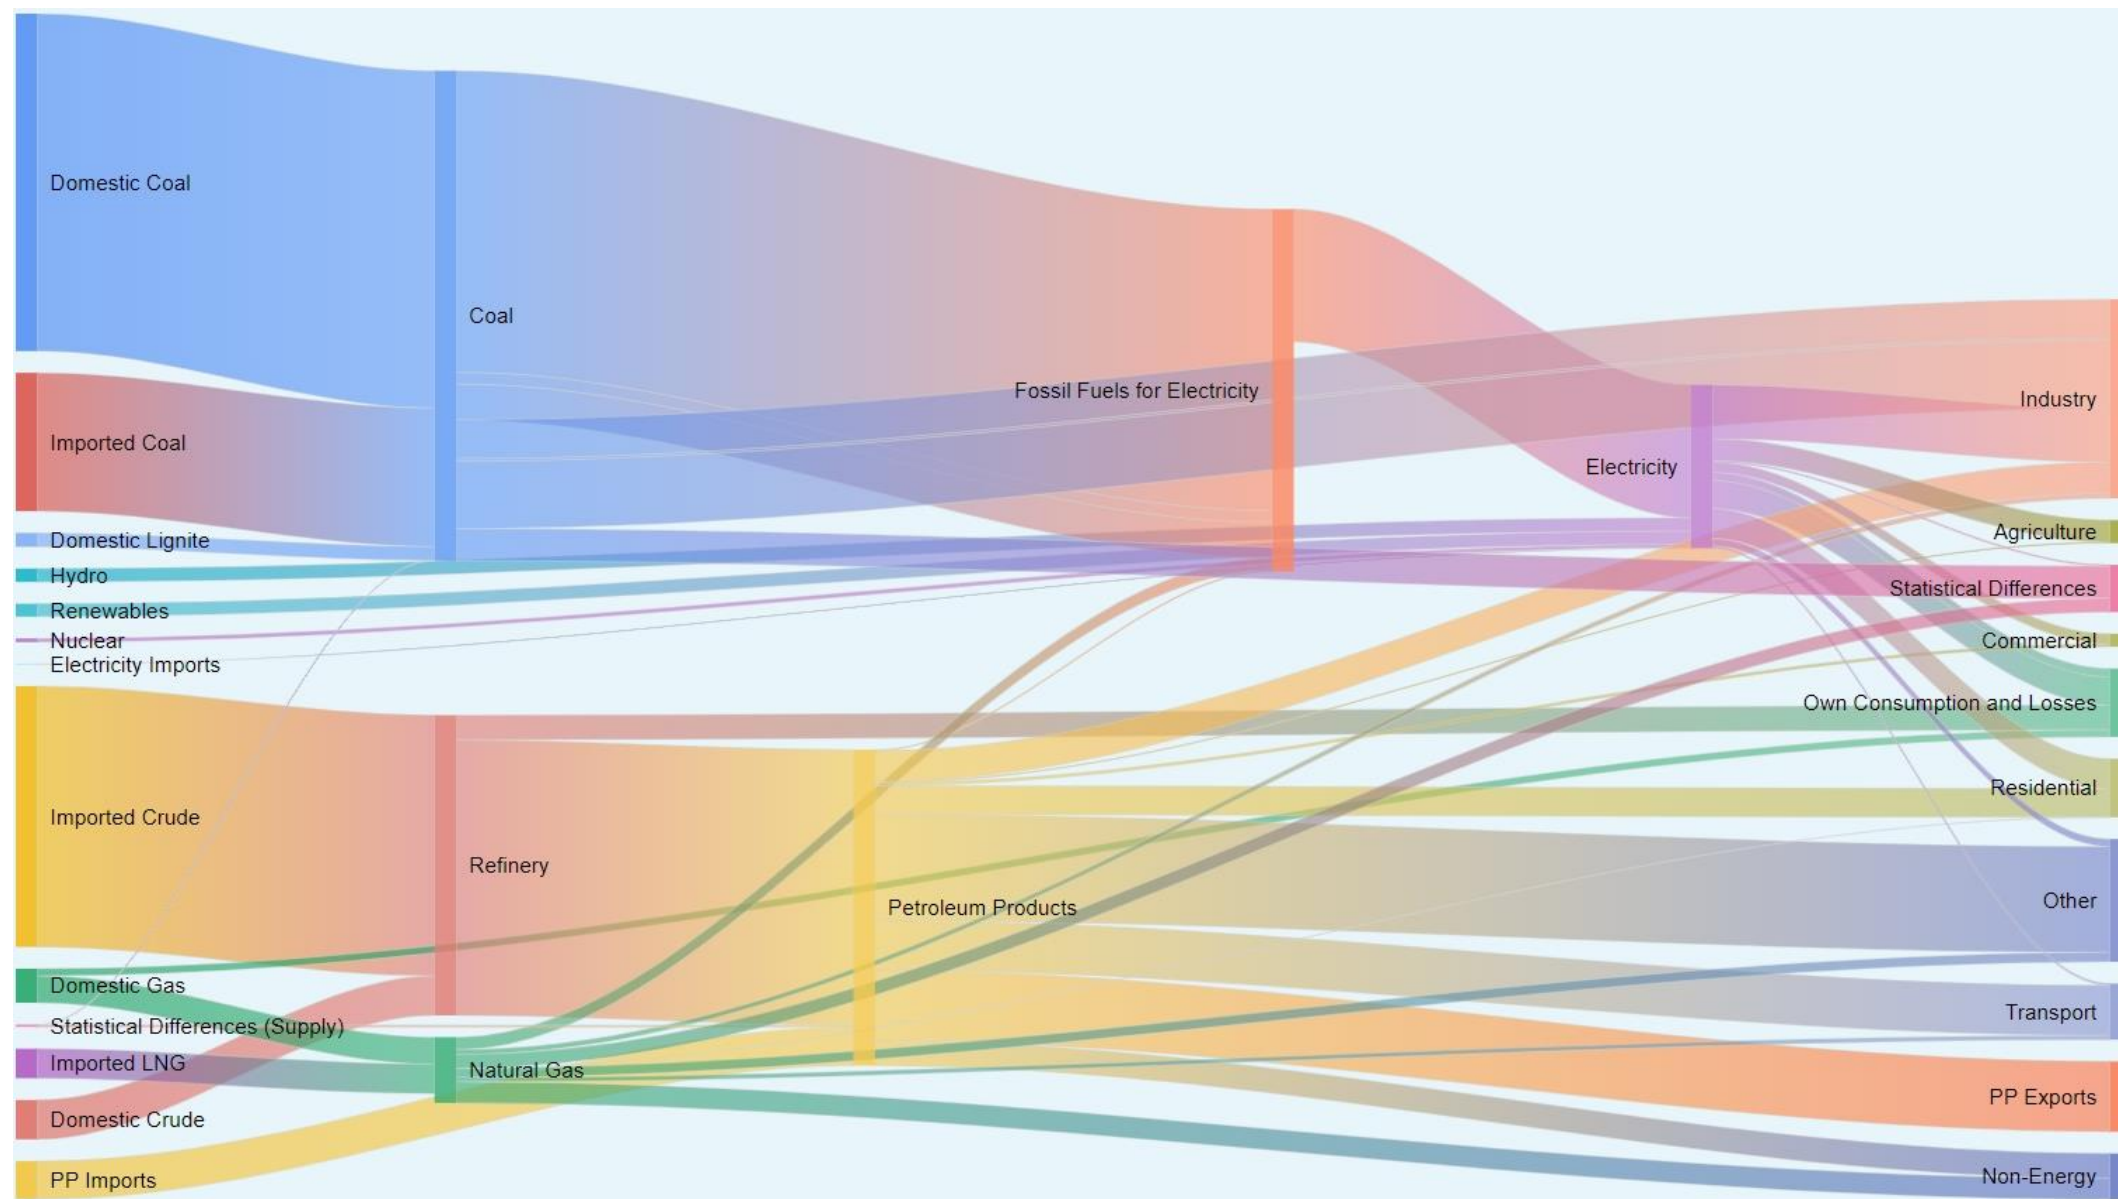 Domestic Coal
Imported Coal
Domestic Lignite
Hydro
Renewables
Nuclear
Electricity Imports
Imported Crude
Domestic Gas
Statistical Differences (Supply)
Imported LNG
Domestic Crude
PP Imports
Coal
Refinery
Natural Gas
Petroleum Products
Fossil Fuels for Electricity
Electricity
Industry
Agriculture
Statistical Differences
Commercial
Own Consumption and Losses
Residential
Other
Transport
PP Exports
Non-Energy